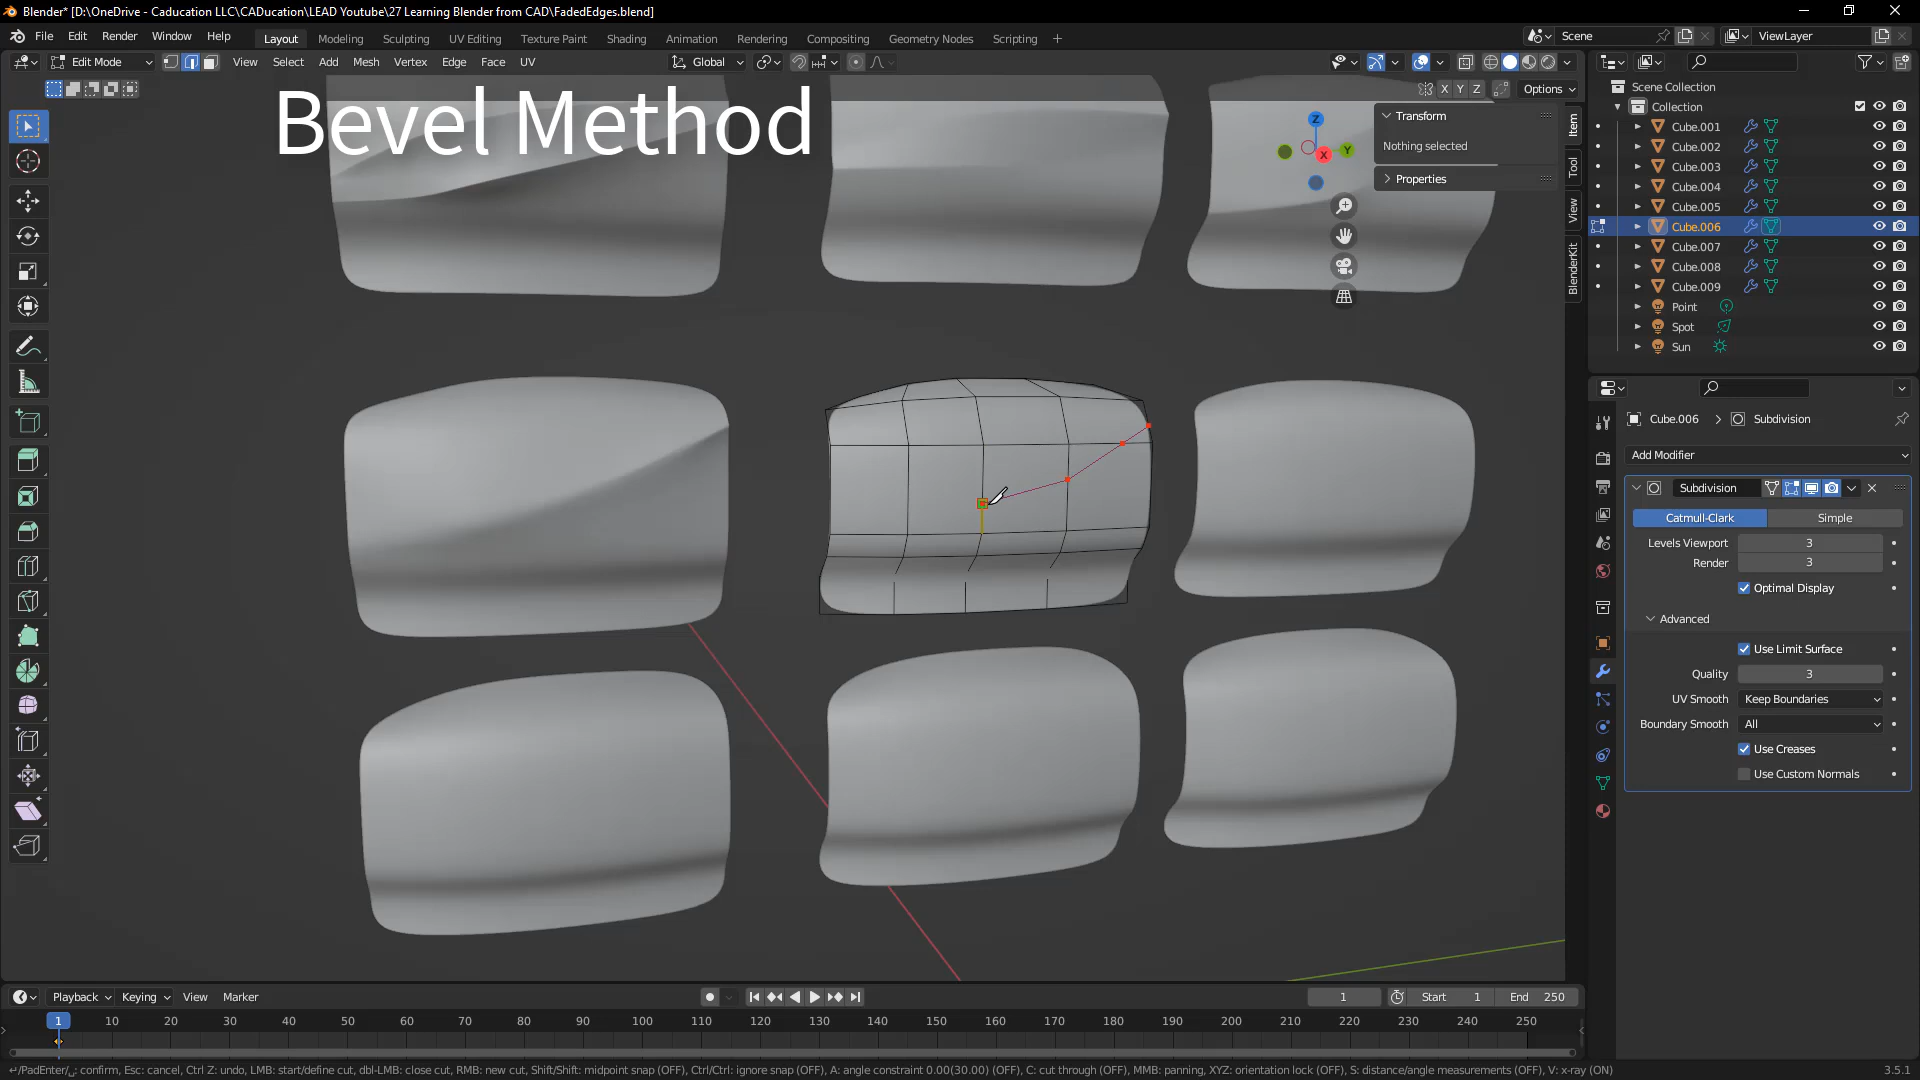 Blender* [D:\OneDrive - Caducation LLC\CADucation\LEAD Youtube\27 Learning Blender from CAD\FadedEdges.blend]
File Edit Render Window Help Layout Modeling Sculpting UV Editing Texture Paint Shading Animation Rendering Compositing Geometry Nodes Scripting + Scene ViewLayer
Edit Mode View Select Add Mesh Vertex Edge Face UV Global
X Y Z Options
Bevel Method
Transform
Nothing selected
Properties
Item
Tool
View
BlenderKit
Z
X
Y
Scene Collection
Collection
Cube.001
Cube.002
Cube.003
Cube.004
Cube.005
Cube.006
Cube.007
Cube.008
Cube.009
Point
Spot
Sun
Cube.006 > Subdivision
Add Modifier
Subdivision
Catmull-Clark Simple
Levels Viewport 3
Render 3
Optimal Display
Advanced
Use Limit Surface
Quality 3
UV Smooth Keep Boundaries
Boundary Smooth All
Use Creases
Use Custom Normals
Playback Keying View Marker 1 Start 1 End 250
1 10 20 30 40 50 60 70 80 90 100 110 120 130 140 150 160 170 180 190 200 210 220 230 240 250
↵/PadEnter/␣: confirm, Esc: cancel, Ctrl Z: undo, LMB: start/define cut, dbl-LMB: close cut, RMB: new cut, Shift/Shift: midpoint snap (OFF), Ctrl/Ctrl: ignore snap (OFF), A: angle constraint 0.00(30.00) (OFF), C: cut through (OFF), MMB: panning, XYZ: orientation lock (OFF), S: distance/angle measurements (OFF), V: x-ray (ON)
3.5.1